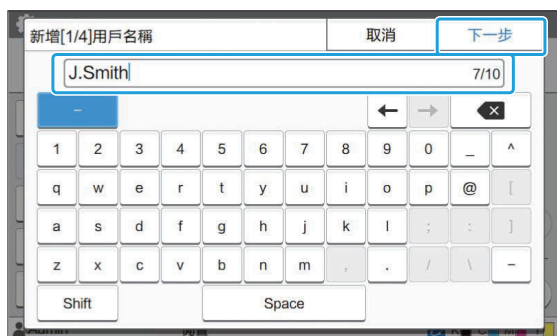 新增[1/4]用戶名稱 取消 下一步
J.Smith 7/10
–
← →
1 2 3 4 5 6 7 8 9 0 _ ^
q w e r t y u i o p @ [
a s d f g h j k l ; : ]
z x c v b n m , . / \ –
Shift Space
Admin